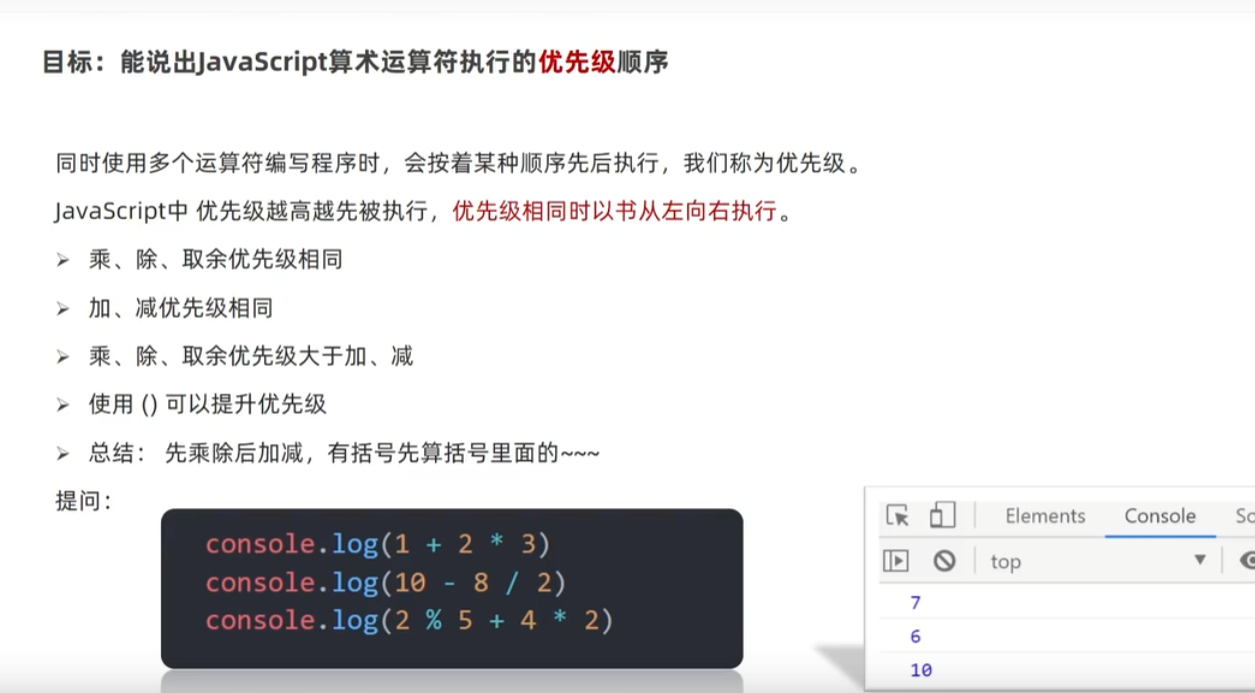 目标：能说出JavaScript算术运算符执行的优先级顺序
同时使用多个运算符编写程序时，会按着某种顺序先后执行，我们称为优先级。
JavaScript中 优先级越高越先被执行，优先级相同时以书从左向右执行。
➢ 乘、除、取余优先级相同
➢ 加、减优先级相同
➢ 乘、除、取余优先级大于加、减
➢ 使用 () 可以提升优先级
➢ 总结： 先乘除后加减，有括号先算括号里面的~~~
提问：
console.log(1 + 2 * 3)
console.log(10 - 8 / 2)
console.log(2 % 5 + 4 * 2)
Elements Console So
top
7
6
10